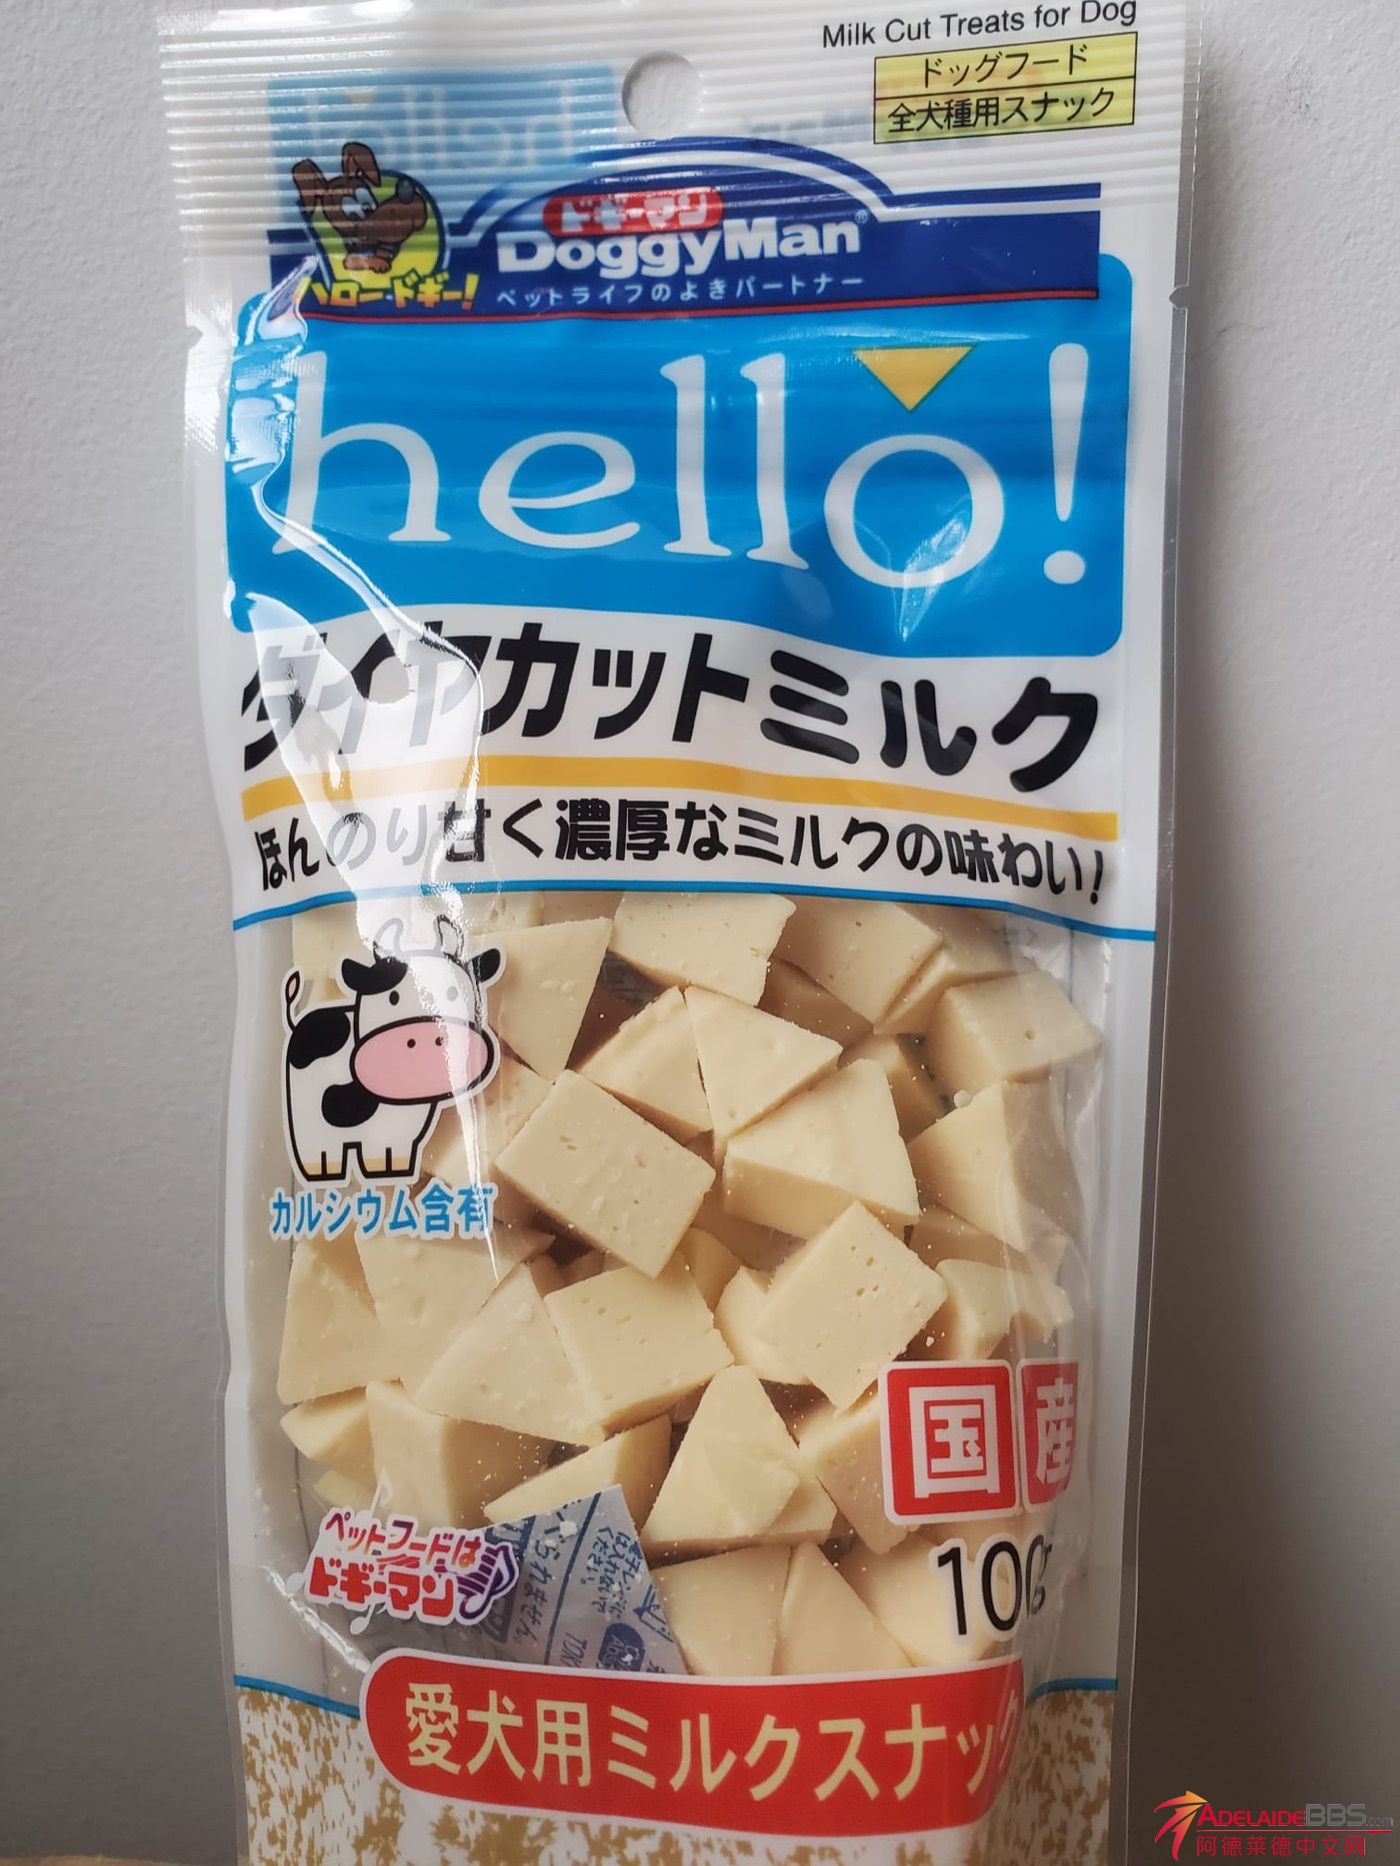 Milk Cut Treats for Dog
ドッグフード
全犬種用スナック
ドギーマン
DoggyMan®
ハロー・ドギー!
ペットライフのよきパートナー
hello!
ダイヤカットミルク
ほんのり甘く濃厚なミルクの味わい!
カルシウム含有
国産
100g
ペットフードは
ドギーマン
愛犬用ミルクスナック
ADELAIDEBBS.com
阿德莱德中文网